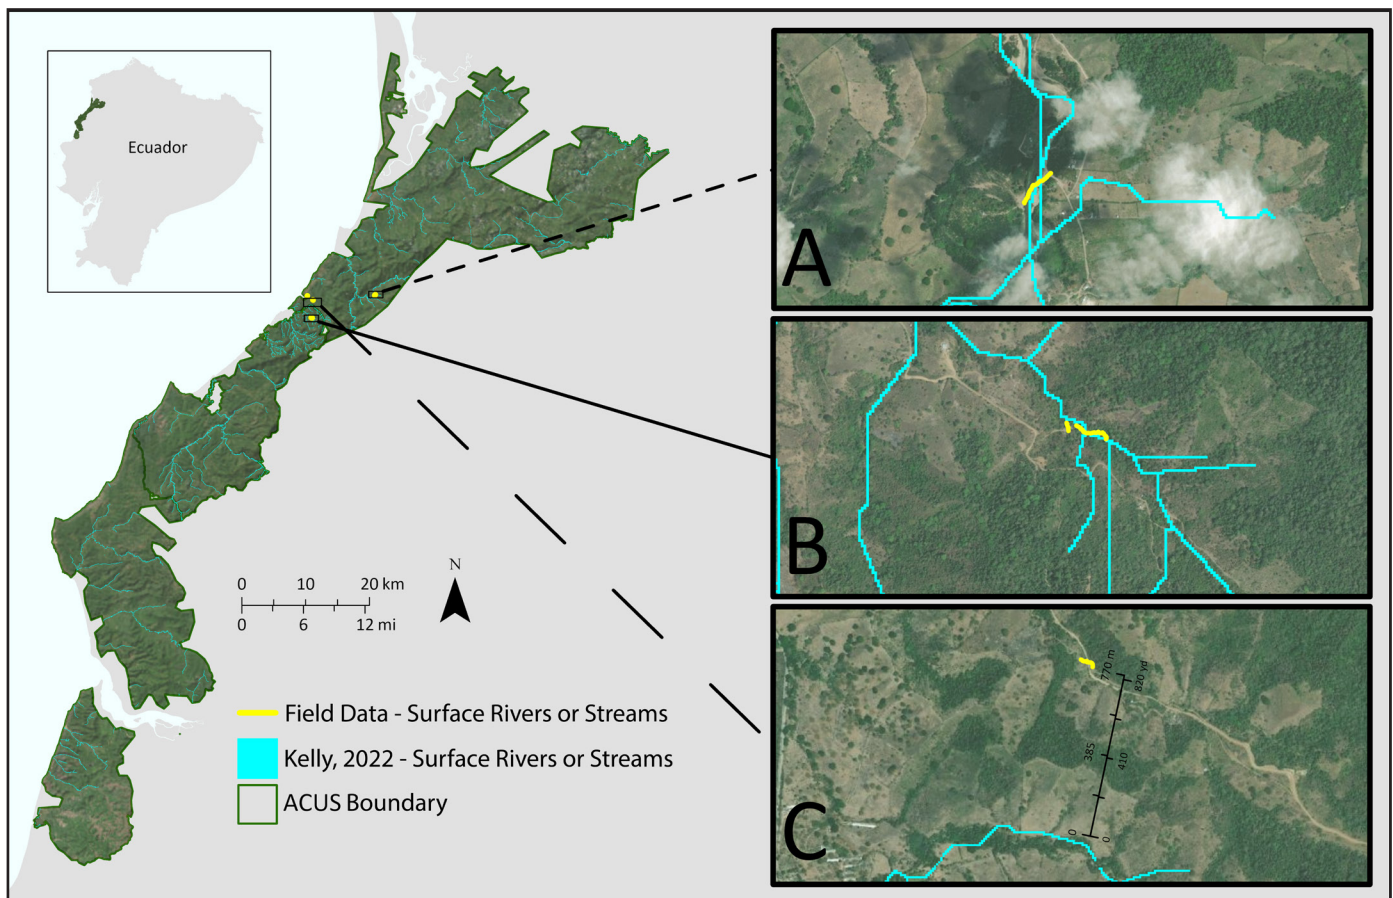 Ecuador
N
0 10 20 km
0 6 12 mi
Field Data - Surface Rivers or Streams
Kelly, 2022 - Surface Rivers or Streams
ACUS Boundary
A
B
C
770 m
820 yd
385
410
0
0